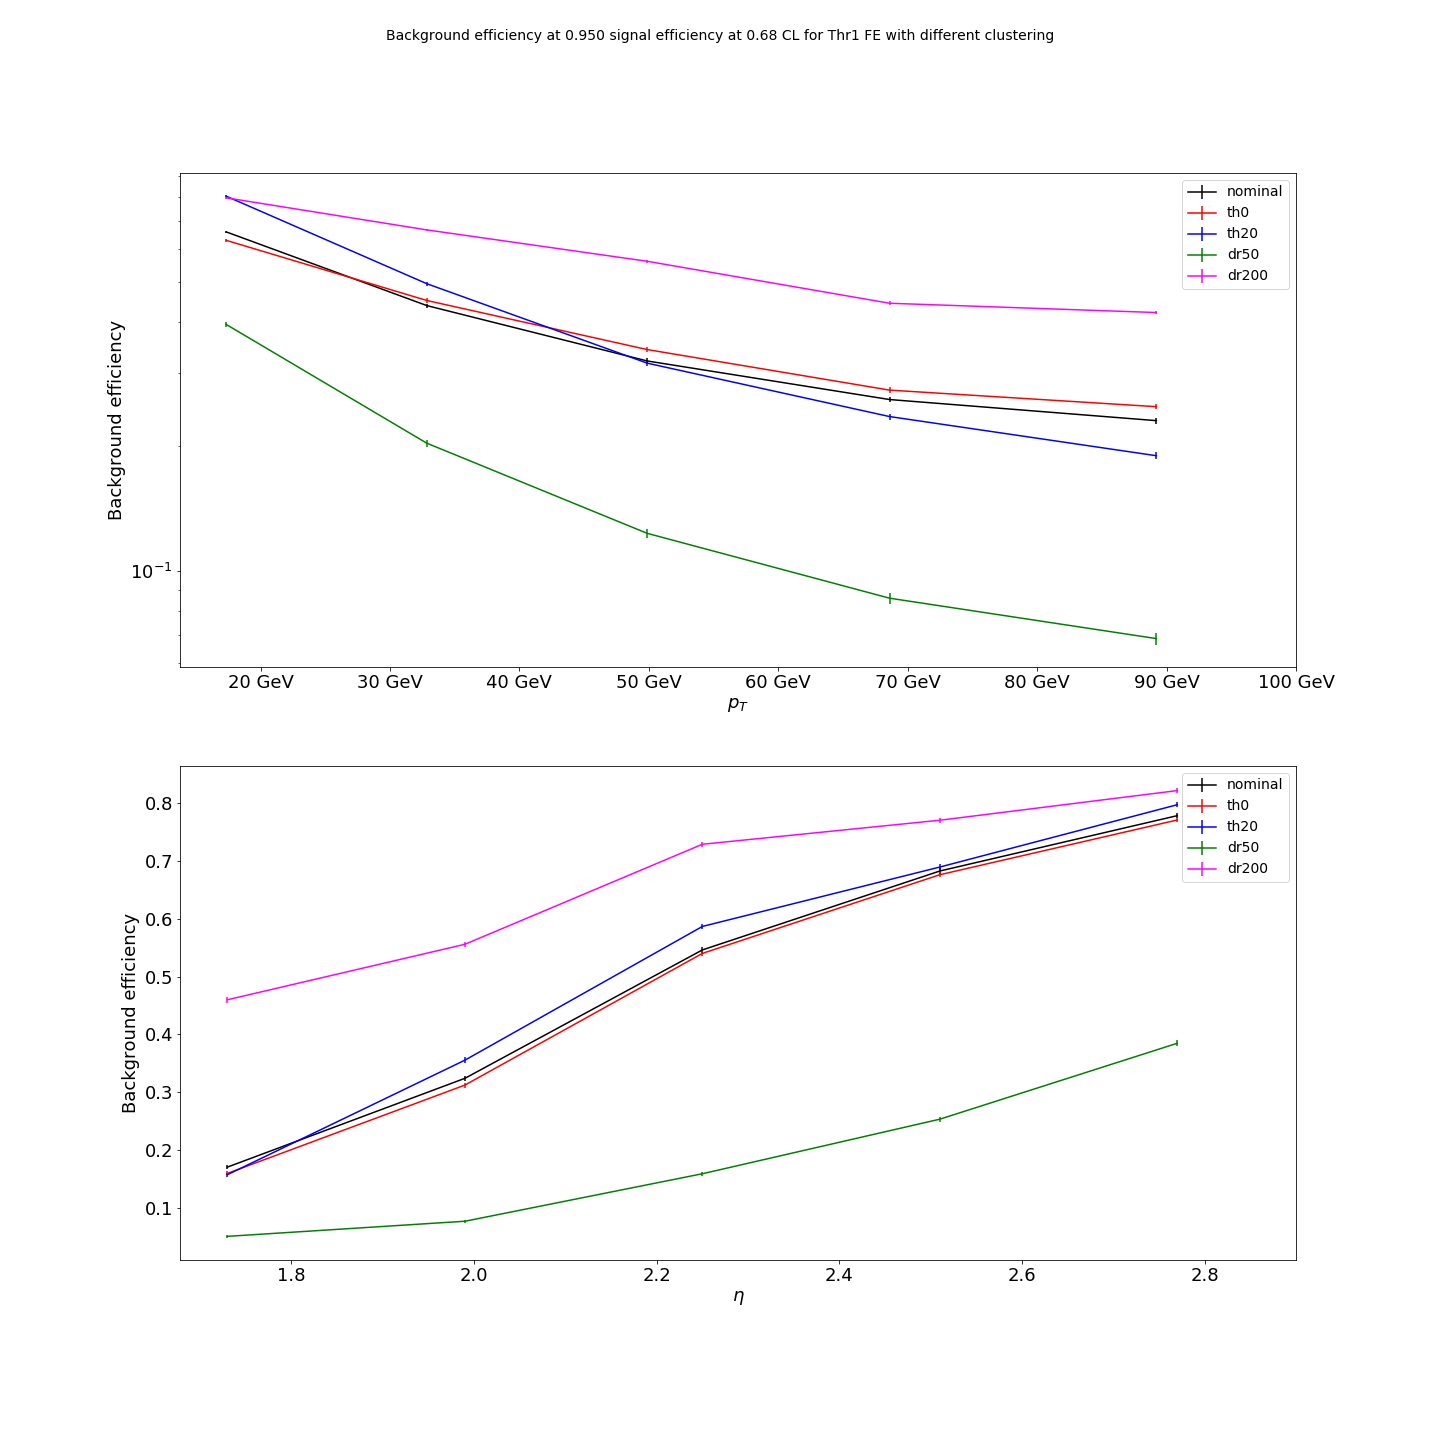 Background efficiency at 0.950 signal efficiency at 0.68 CL for Thr1 FE with different clustering
nominal
th0
th20
dr50
dr200
Background efficiency
10⁻¹
20 GeV 30 GeV 40 GeV 50 GeV 60 GeV 70 GeV 80 GeV 90 GeV 100 GeV
p_T
nominal
th0
th20
dr50
dr200
Background efficiency
0.8
0.7
0.6
0.5
0.4
0.3
0.2
0.1
1.8 2.0 2.2 2.4 2.6 2.8
η